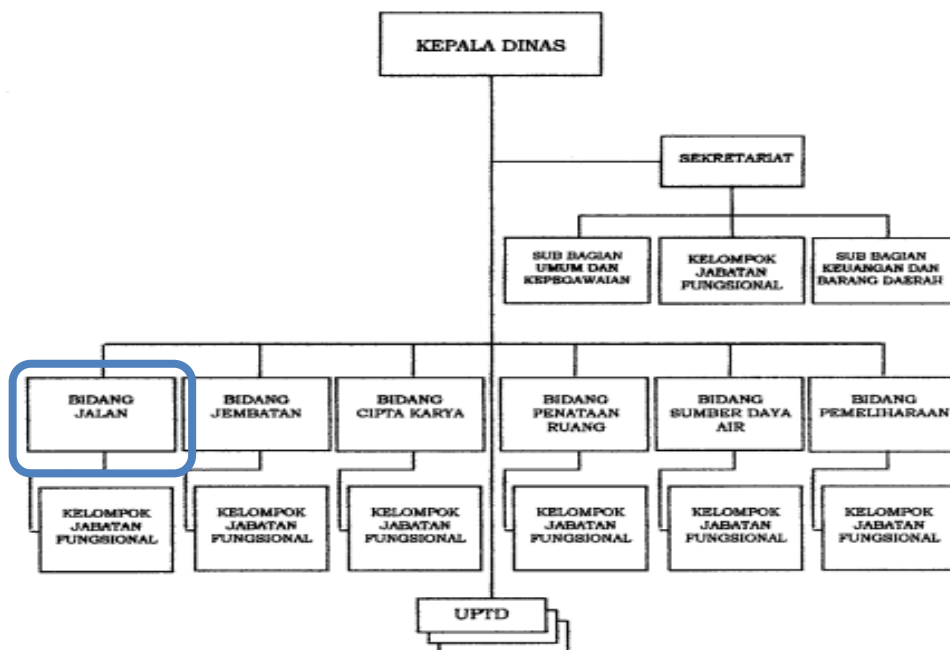 KEPALA DINAS
SEKRETARIAT
SUB BAGIAN
UMUM DAN
KEPEGAWAIAN
KELOMPOK
JABATAN
FUNGSIONAL
SUB BAGIAN
KEUANGAN DAN
BARANG DAERAH
BIDANG
JALAN
BIDANG
JEMBATAN
BIDANG
CIPTA KARYA
BIDANG
PENATAAN
RUANG
BIDANG
SUMBER DAYA
AIR
BIDANG
PEMELIHARAAN
KELOMPOK
JABATAN
FUNGSIONAL
KELOMPOK
JABATAN
FUNGSIONAL
KELOMPOK
JABATAN
FUNGSIONAL
KELOMPOK
JABATAN
FUNGSIONAL
KELOMPOK
JABATAN
FUNGSIONAL
KELOMPOK
JABATAN
FUNGSIONAL
UPTD